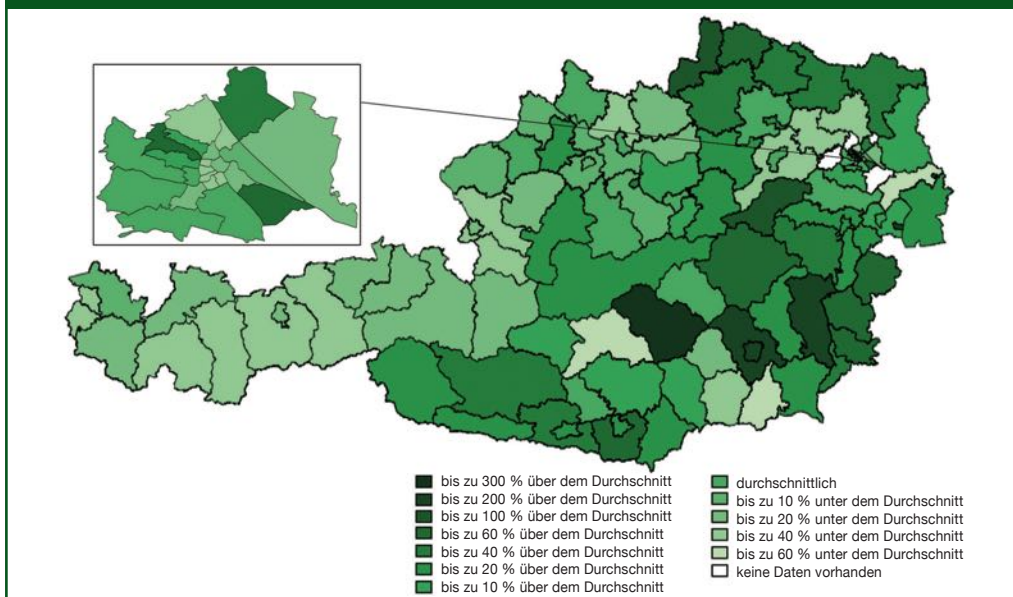 bis zu 300 % über dem Durchschnitt
bis zu 200 % über dem Durchschnitt
bis zu 100 % über dem Durchschnitt
bis zu 60 % über dem Durchschnitt
bis zu 40 % über dem Durchschnitt
bis zu 20 % über dem Durchschnitt
bis zu 10 % über dem Durchschnitt
durchschnittlich
bis zu 10 % unter dem Durchschnitt
bis zu 20 % unter dem Durchschnitt
bis zu 40 % unter dem Durchschnitt
bis zu 60 % unter dem Durchschnitt
keine Daten vorhanden